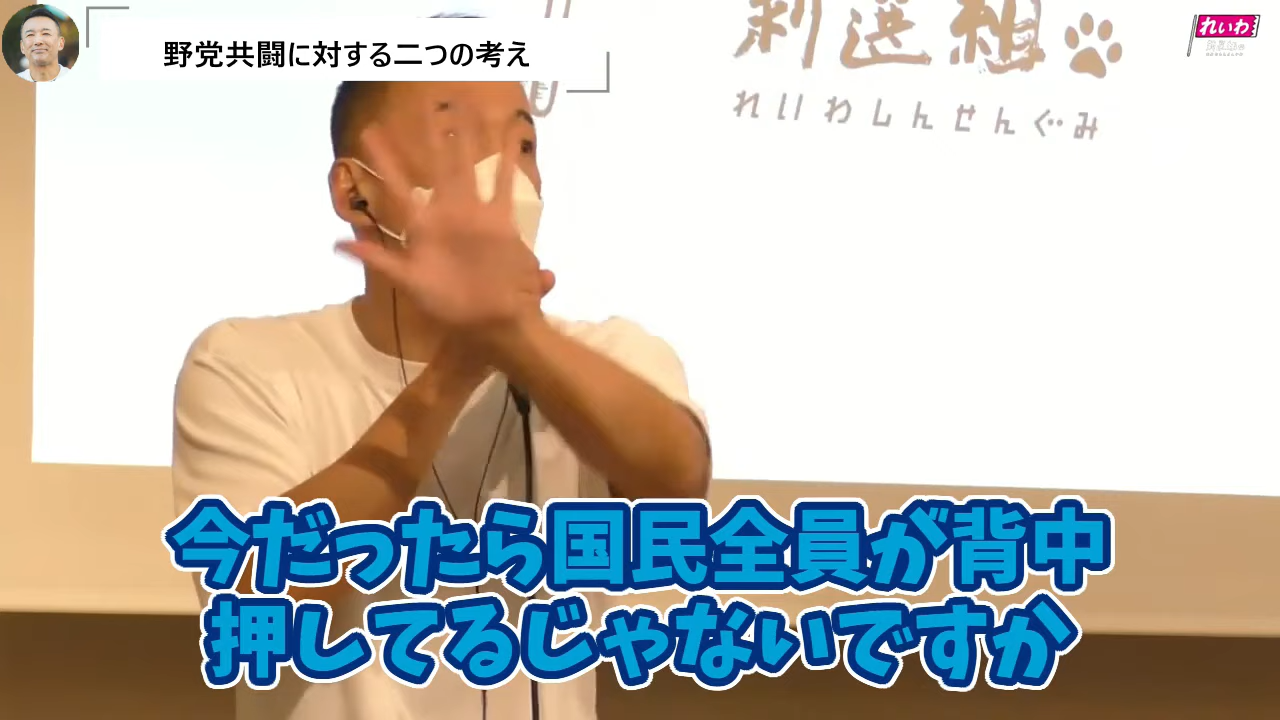 野党共闘に対する二つの考え
新選組
れいわしんせんぐみ
れいわ
今だったら国民全員が背中
押してるじゃないですか